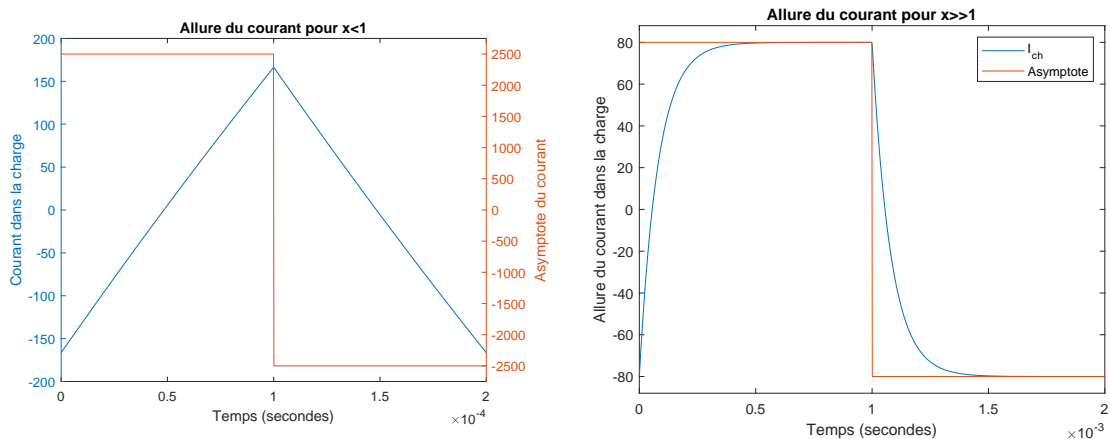 Allure du courant pour x<1
200
150
100
50
0
-50
-100
-150
-200
Courant dans la charge
2500
2000
1500
1000
500
0
-500
-1000
-1500
-2000
-2500
Asymptote du courant
0 0.5 1 1.5 2
×10⁻⁴
Temps (secondes)
Allure du courant pour x>>1
80
60
40
20
0
-20
-40
-60
-80
Allure du courant dans la charge
I_ch
Asymptote
0 0.5 1 1.5 2
×10⁻³
Temps (secondes)